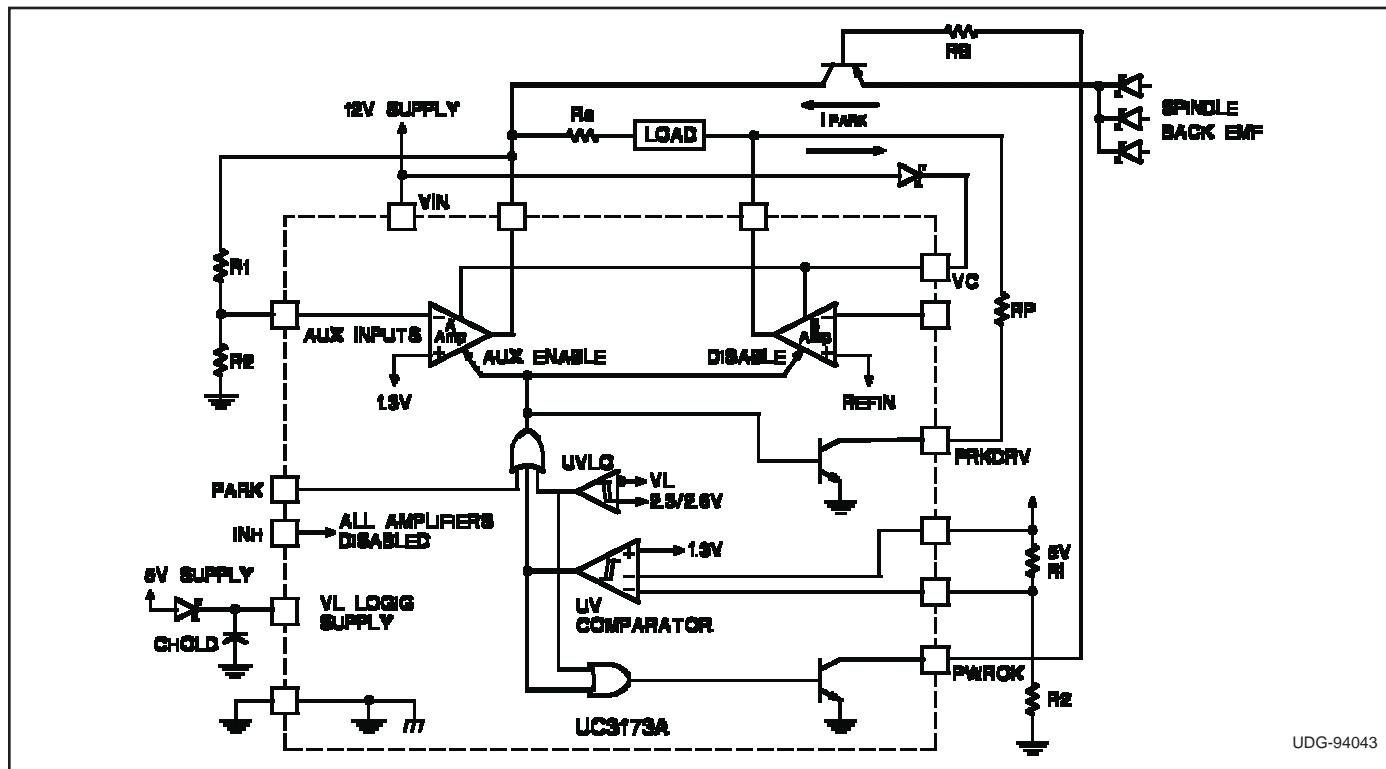 RB
12V SUPPLY
Rs
LOAD
I PARK
SPINDLE
BACK EMF
VIN
R1
VC
RP
AUX INPUTS
A
Amp
B
Amp
R2
AUX ENABLE
DISABLE
1.3V
REFIN
PRKDRV
UVLO
VL
2.3/2.6V
PARK
INH
ALL AMPLIFIERS
DISABLED
1.3V
5V
R1
5V SUPPLY
VL LOGIC
SUPPLY
UV
COMPARATOR
CHOLD
PWROK
R2
UC3173A
UDG-94043